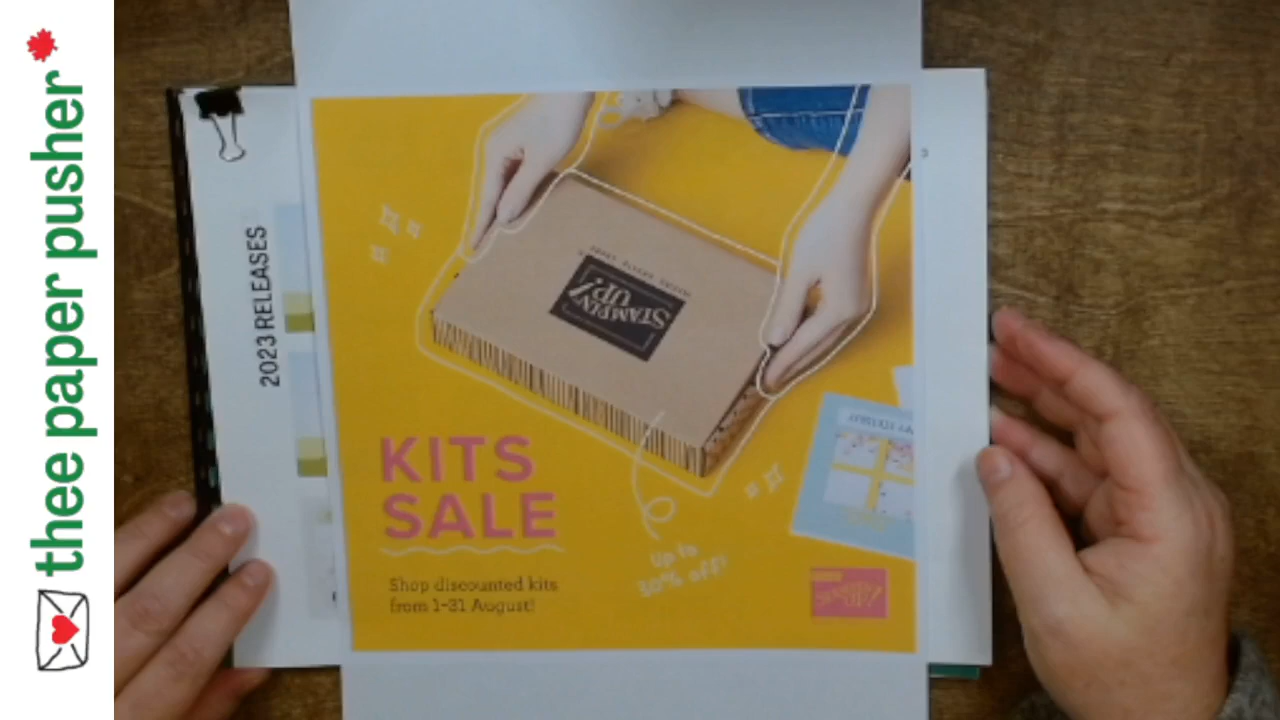 thee paper pusher
2023 RELEASES
STAMPIN'
UP!
KITS
SALE
Up to
30% off!
Shop discounted kits
from 1-31 August!